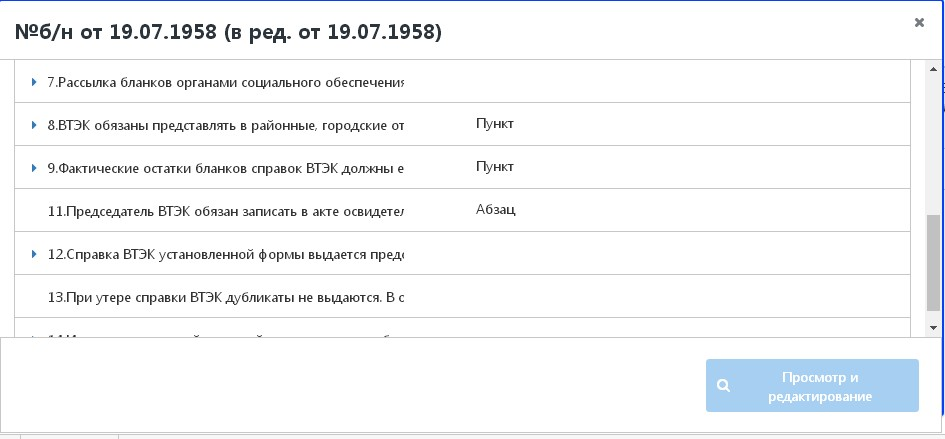 №б/н от 19.07.1958 (в ред. от 19.07.1958)
7.Рассылка бланков органами социального обеспечения
8.ВТЭК обязаны представлять в районные, городские от Пункт
9.Фактические остатки бланков справок ВТЭК должны е Пункт
11.Председатель ВТЭК обязан записать в акте освидетел Абзац
12.Справка ВТЭК установленной формы выдается предс
13.При утере справки ВТЭК дубликаты не выдаются. В с
Просмотр и
редактирование